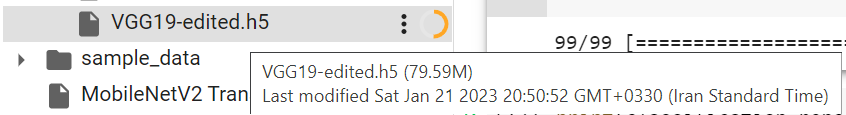 VGG19-edited.h5
99/99 [====================
sample_data
VGG19-edited.h5 (79.59M)
Last modified Sat Jan 21 2023 20:50:52 GMT+0330 (Iran Standard Time)
MobileNetV2 Tran